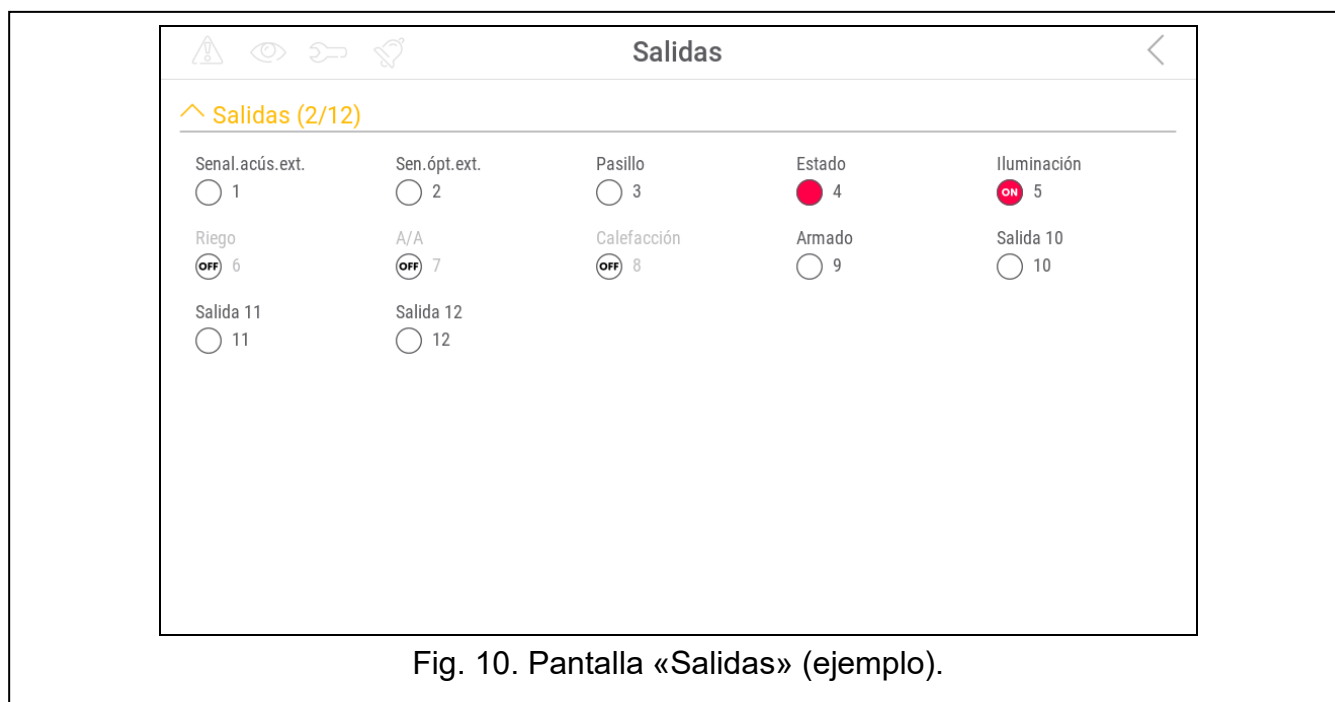 Salidas
Salidas (2/12)
Senal.acús.ext. Sen.ópt.ext. Pasillo Estado Iluminación
1 2 3 4 ON 5
Riego A/A Calefacción Armado Salida 10
OFF 6 OFF 7 OFF 8 9 10
Salida 11 Salida 12
11 12
Fig. 10. Pantalla «Salidas» (ejemplo).